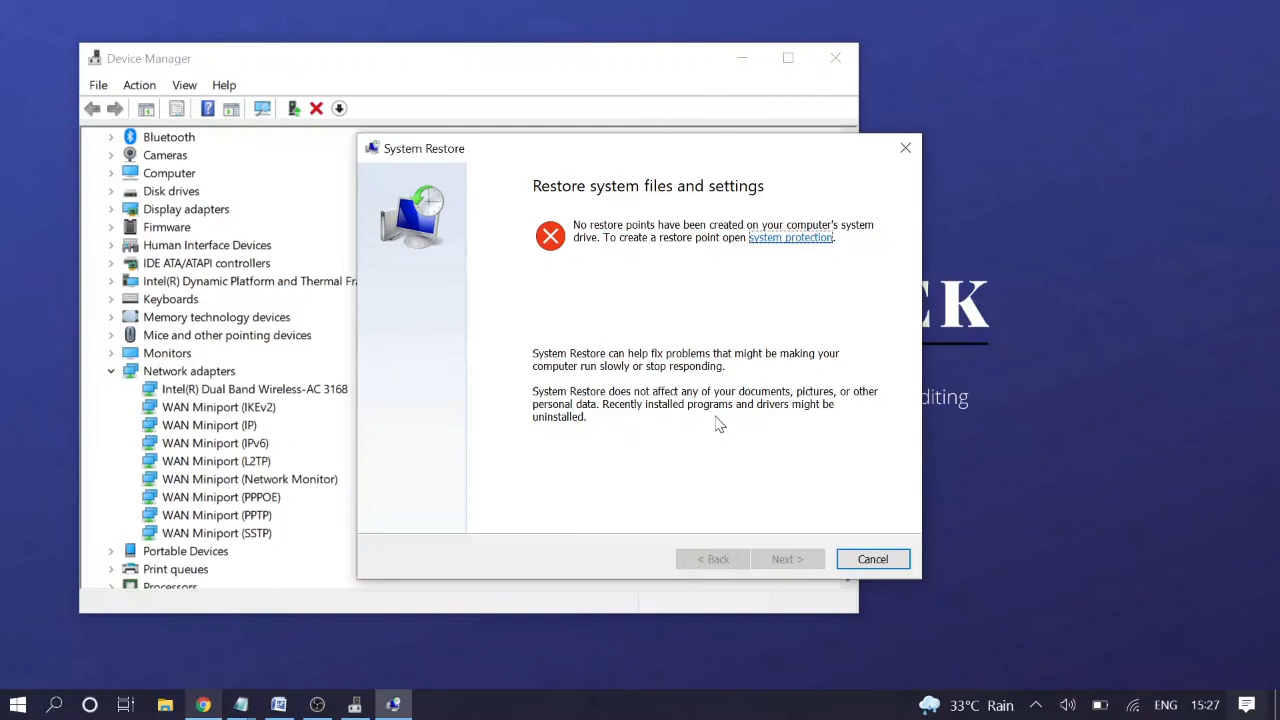 Device Manager
File Action View Help
Bluetooth
Cameras
Computer
Disk drives
Display adapters
Firmware
Human Interface Devices
IDE ATA/ATAPI controllers
Intel(R) Dynamic Platform and Thermal Fr
Keyboards
Memory technology devices
Mice and other pointing devices
Monitors
Network adapters
Intel(R) Dual Band Wireless-AC 3168
WAN Miniport (IKEv2)
WAN Miniport (IP)
WAN Miniport (IPv6)
WAN Miniport (L2TP)
WAN Miniport (Network Monitor)
WAN Miniport (PPPOE)
WAN Miniport (PPTP)
WAN Miniport (SSTP)
Portable Devices
Print queues
Processors
System Restore
Restore system files and settings
No restore points have been created on your computer's system
drive. To create a restore point open system protection.
System Restore can help fix problems that might be making your
computer run slowly or stop responding.
System Restore does not affect any of your documents, pictures, or other
personal data. Recently installed programs and drivers might be
uninstalled.
< Back Next > Cancel
EK
diting
33°C Rain ENG 15:27